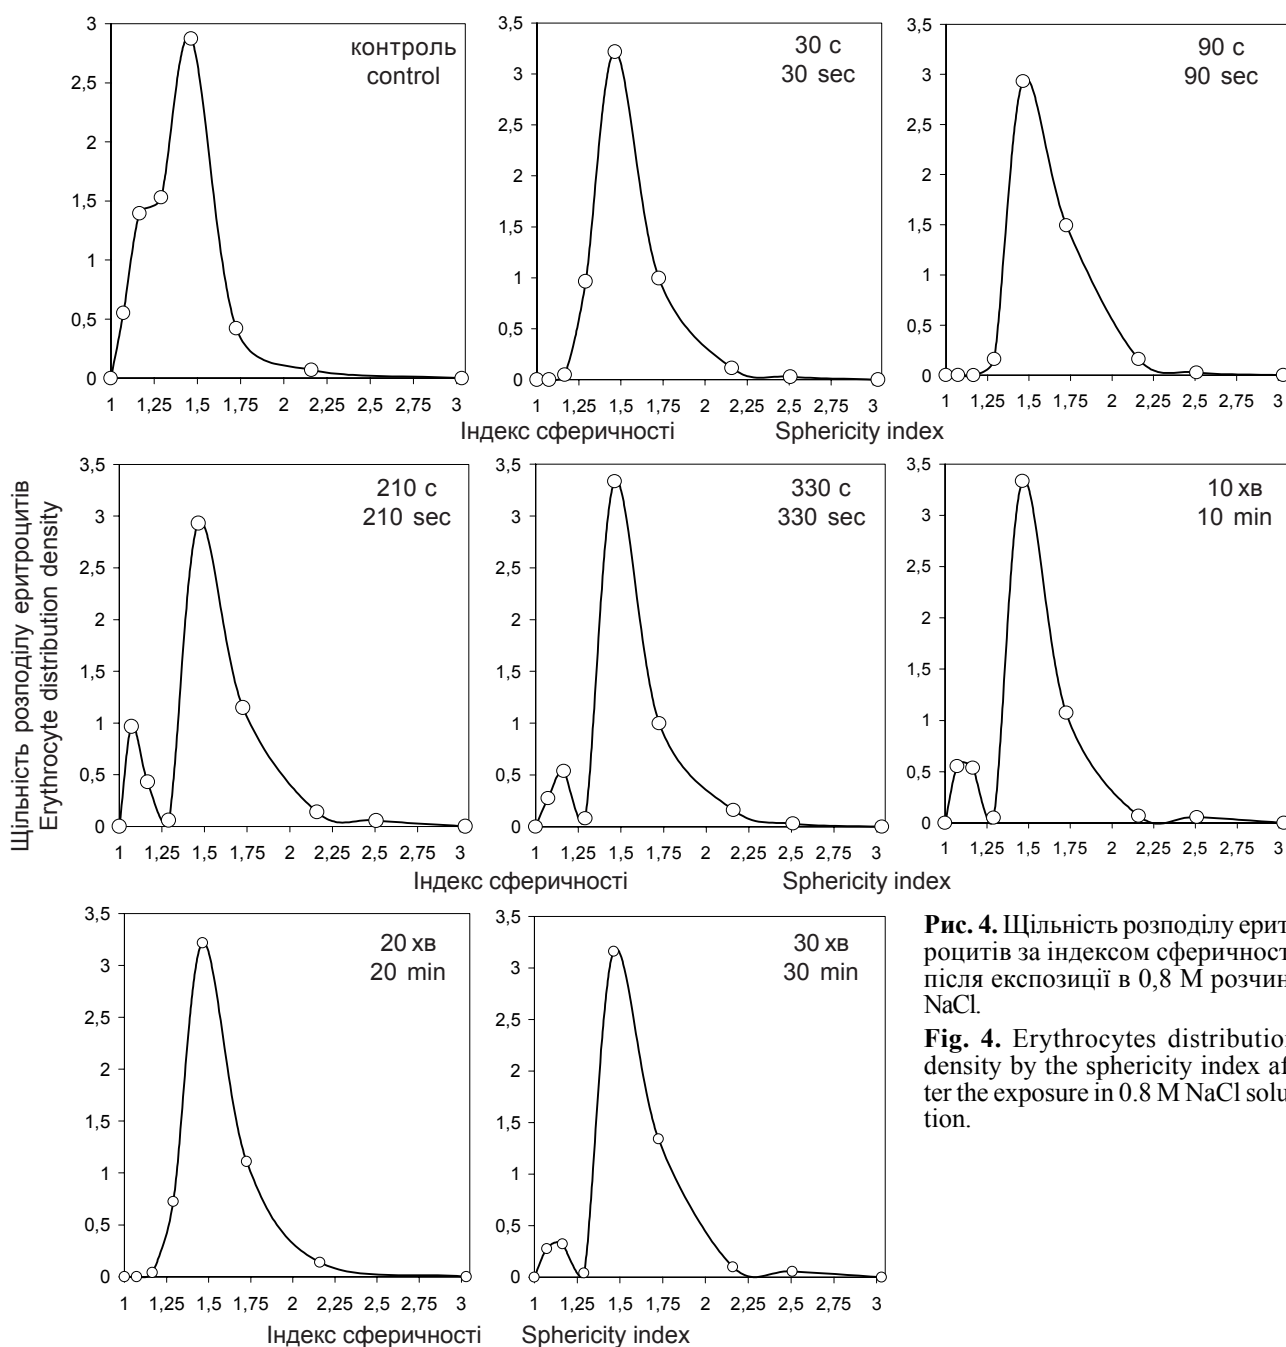 контроль
control
3
2,5
2
1,5
1
0,5
0
1 1,25 1,5 1,75 2 2,25 2,75 3
30 с
30 sec
3,5
3
2,5
2
1,5
1
0,5
0
1 1,25 1,5 1,75 2 2,25 2,75 3
90 с
90 sec
3,5
3
2,5
2
1,5
1
0,5
0
1 1,25 1,5 1,75 2 2,25 2,75 3
Індекс сферичності Sphericity index
Щільність розподілу еритроцитів
Erythrocyte distribution density
210 с
210 sec
3,5
3
2,5
2
1,5
1
0,5
0
1 1,25 1,5 1,75 2 2,25 2,75 3
330 с
330 sec
3,5
3
2,5
2
1,5
1
0,5
0
1 1,25 1,5 1,75 2 2,25 2,75 3
10 хв
10 min
3,5
3
2,5
2
1,5
1
0,5
0
1 1,25 1,5 1,75 2 2,25 2,5 2,75 3
Індекс сферичності Sphericity index
20 хв
20 min
3,5
3
2,5
2
1,5
1
0,5
0
1 1,25 1,5 1,75 2 2,25 2,5 2,75 3
30 хв
30 min
3,5
3
2,5
2
1,5
1
0,5
0
1 1,25 1,5 1,75 2 2,25 2,5 2,75 3
Індекс сферичності Sphericity index
Рис. 4. Щільність розподілу ерит
роцитів за індексом сферичност
після експозиції в 0,8 М розчин
NaCl.
Fig. 4. Erythrocytes distribution
density by the sphericity index af
ter the exposure in 0.8 M NaCl solu
tion.